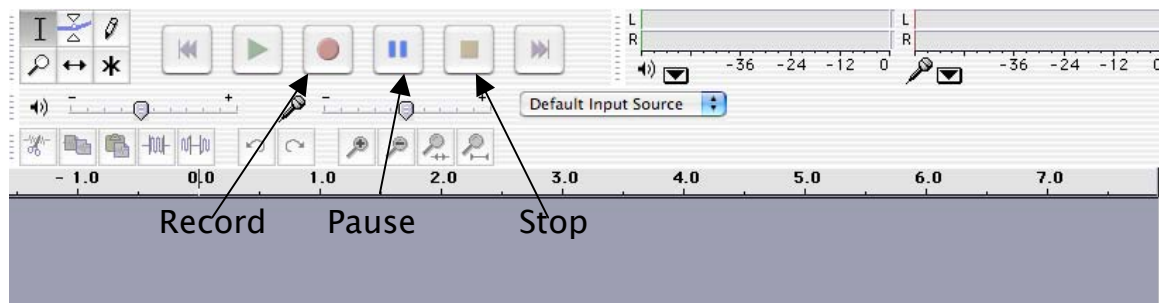 L
R
-36 -24 -12 0
L
R
-36 -24 -12 0
- +
- +
Default Input Source
- 1.0 0.0 1.0 2.0 3.0 4.0 5.0 6.0 7.0
Record Pause Stop